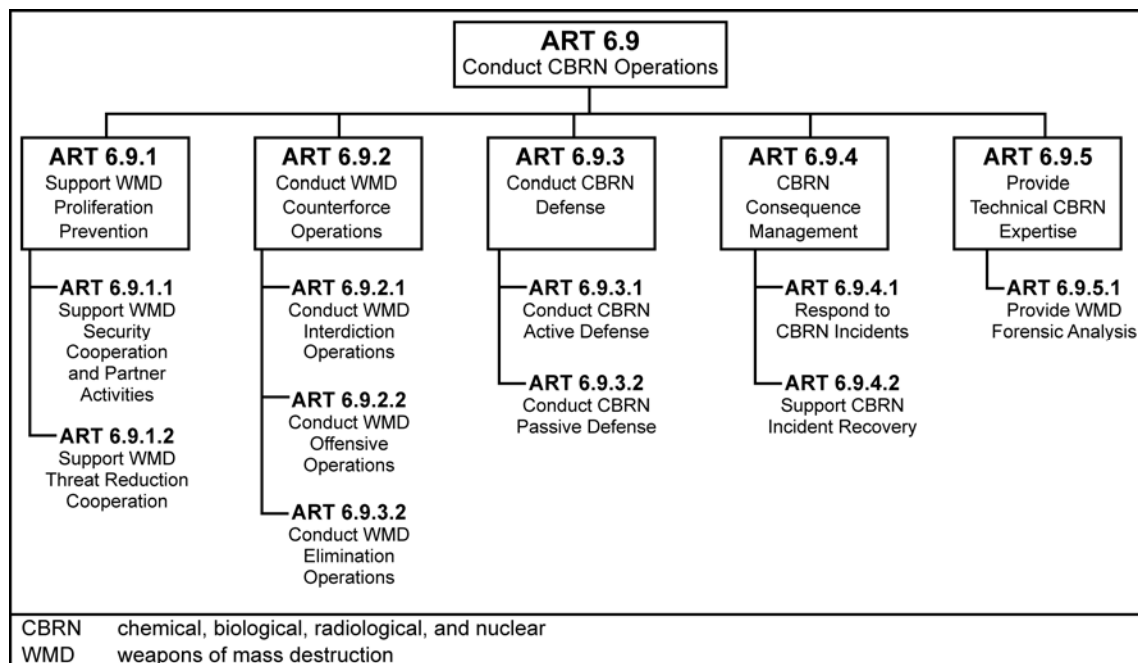 ART 6.9
Conduct CBRN Operations
ART 6.9.1
Support WMD
Proliferation
Prevention
ART 6.9.1.1
Support WMD
Security
Cooperation
and Partner
Activities
ART 6.9.1.2
Support WMD
Threat Reduction
Cooperation
ART 6.9.2
Conduct WMD
Counterforce
Operations
ART 6.9.2.1
Conduct WMD
Interdiction
Operations
ART 6.9.2.2
Conduct WMD
Offensive
Operations
ART 6.9.3.2
Conduct WMD
Elimination
Operations
ART 6.9.3
Conduct CBRN
Defense
ART 6.9.3.1
Conduct CBRN
Active Defense
ART 6.9.3.2
Conduct CBRN
Passive Defense
ART 6.9.4
CBRN
Consequence
Management
ART 6.9.4.1
Respond to
CBRN Incidents
ART 6.9.4.2
Support CBRN
Incident Recovery
ART 6.9.5
Provide
Technical CBRN
Expertise
ART 6.9.5.1
Provide WMD
Forensic Analysis
CBRN chemical, biological, radiological, and nuclear
WMD weapons of mass destruction